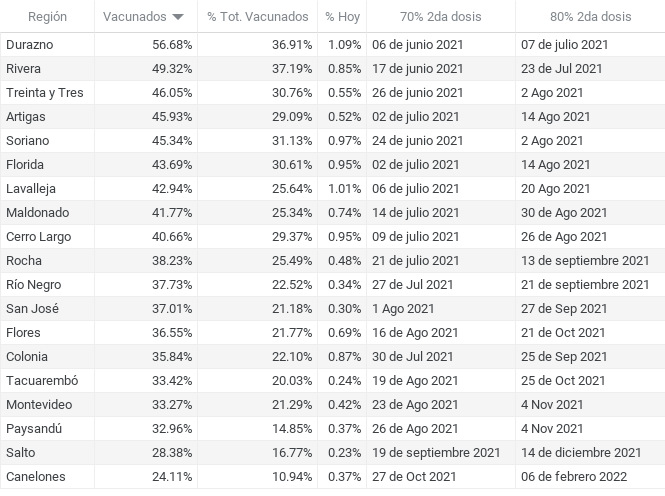 Región Vacunados % Tot. Vacunados % Hoy 70% 2da dosis 80% 2da dosis
Durazno 56.68% 36.91% 1.09% 06 de junio 2021 07 de julio 2021
Rivera 49.32% 37.19% 0.85% 17 de junio 2021 23 de Jul 2021
Treinta y Tres 46.05% 30.76% 0.55% 26 de junio 2021 2 Ago 2021
Artigas 45.93% 29.09% 0.52% 02 de julio 2021 14 Ago 2021
Soriano 45.34% 31.13% 0.97% 24 de junio 2021 2 Ago 2021
Florida 43.69% 30.61% 0.95% 02 de julio 2021 14 Ago 2021
Lavalleja 42.94% 25.64% 1.01% 06 de julio 2021 20 Ago 2021
Maldonado 41.77% 25.34% 0.74% 14 de julio 2021 30 de Ago 2021
Cerro Largo 40.66% 29.37% 0.95% 09 de julio 2021 26 de Ago 2021
Rocha 38.23% 25.49% 0.48% 21 de julio 2021 13 de septiembre 2021
Río Negro 37.73% 22.52% 0.34% 27 de Jul 2021 21 de septiembre 2021
San José 37.01% 21.18% 0.30% 1 Ago 2021 27 de Sep 2021
Flores 36.55% 21.77% 0.69% 16 de Ago 2021 21 de Oct 2021
Colonia 35.84% 22.10% 0.87% 30 de Jul 2021 25 de Sep 2021
Tacuarembó 33.42% 20.03% 0.24% 19 de Ago 2021 25 de Oct 2021
Montevideo 33.27% 21.29% 0.42% 23 de Ago 2021 4 Nov 2021
Paysandú 32.96% 14.85% 0.37% 26 de Ago 2021 4 Nov 2021
Salto 28.38% 16.77% 0.23% 19 de septiembre 2021 14 de diciembre 2021
Canelones 24.11% 10.94% 0.37% 27 de Oct 2021 06 de febrero 2022